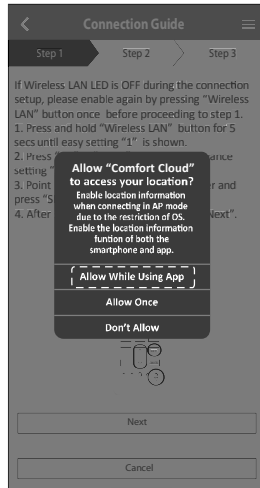 Connection Guide
Step 1
Step 2
Step 3
If Wireless LAN LED is OFF during the connection
setup, please enable again by pressing “Wireless
LAN” button once before proceeding to step 1.
1. Press and hold “Wireless LAN” button for 5
secs until easy setting “1” is shown.
2. Press
setting “
3. Point
r and
press “S
4. After
Next”.
Allow “Comfort Cloud”
to access your location?
Enable location information
when connecting in AP mode
due to the restriction of OS.
Enable the location information
funtion of both the
smartphone and app.
Allow While Using App
Allow Once
Don’t Allow
Next
Cancel